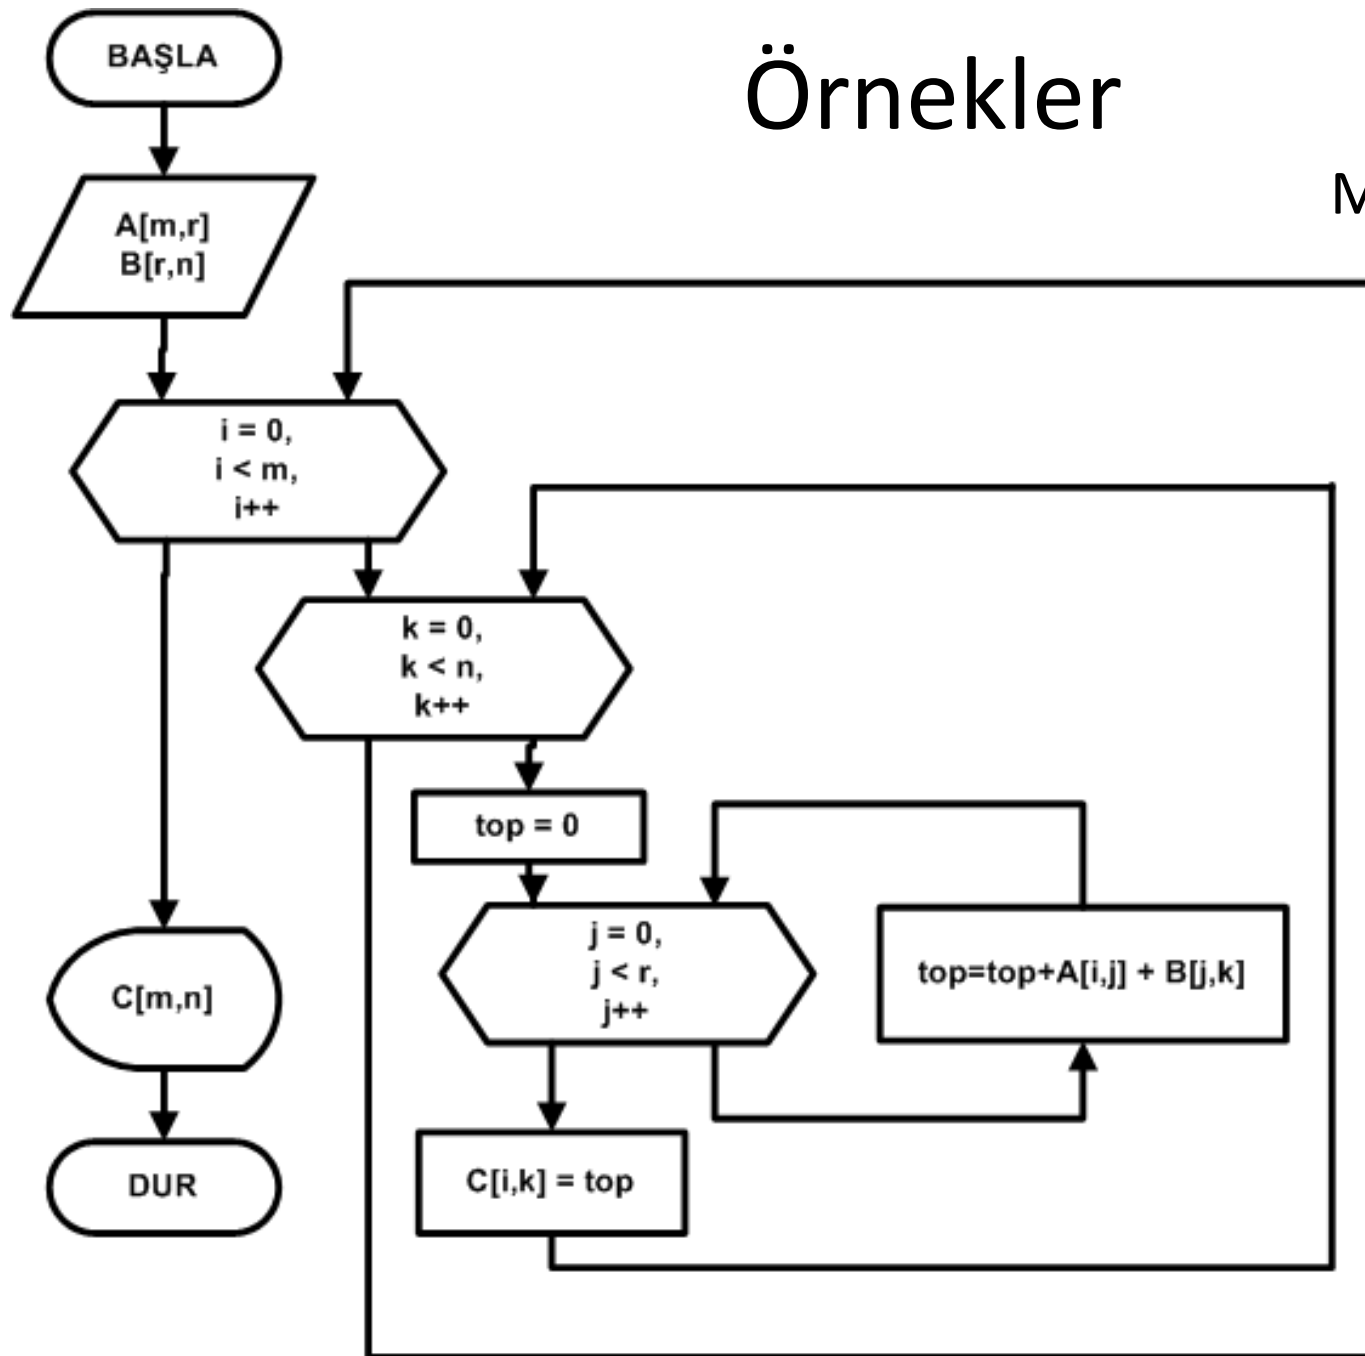 Örnekler
M
BAŞLA
A[m,r]
B[r,n]
i = 0,
i < m,
i++
k = 0,
k < n,
k++
top = 0
j = 0,
j < r,
j++
top=top+A[i,j] + B[j,k]
C[i,k] = top
C[m,n]
DUR